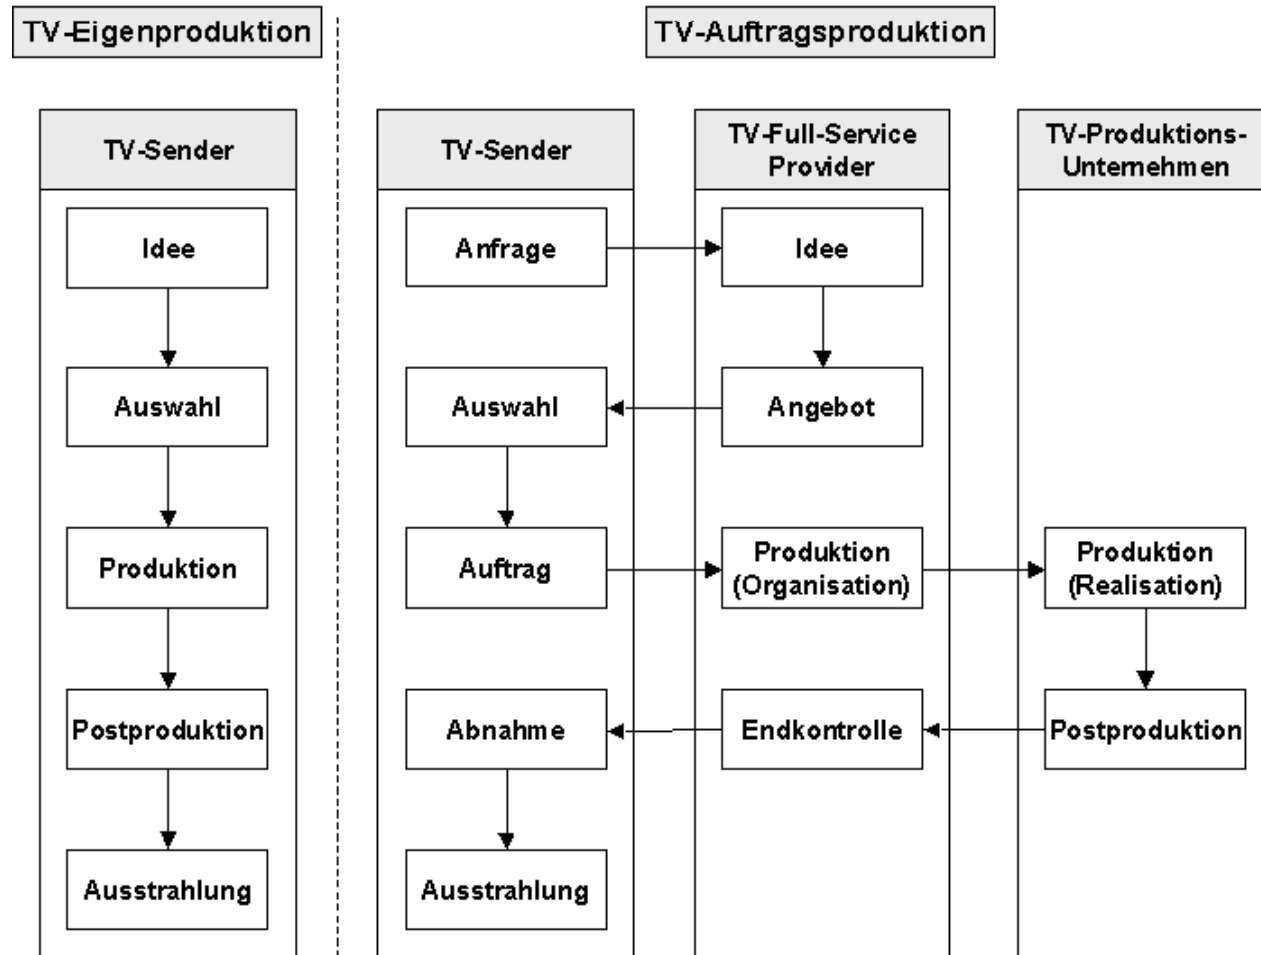 TV-Eigenproduktion
TV-Auftragsproduktion
TV-Sender
TV-Sender
TV-Full-Service
Provider
TV-Produktions-
Unternehmen
Idee
Anfrage
Idee
Auswahl
Auswahl
Angebot
Produktion
Auftrag
Produktion
(Organisation)
Produktion
(Realisation)
Postproduktion
Abnahme
Endkontrolle
Postproduktion
Ausstrahlung
Ausstrahlung